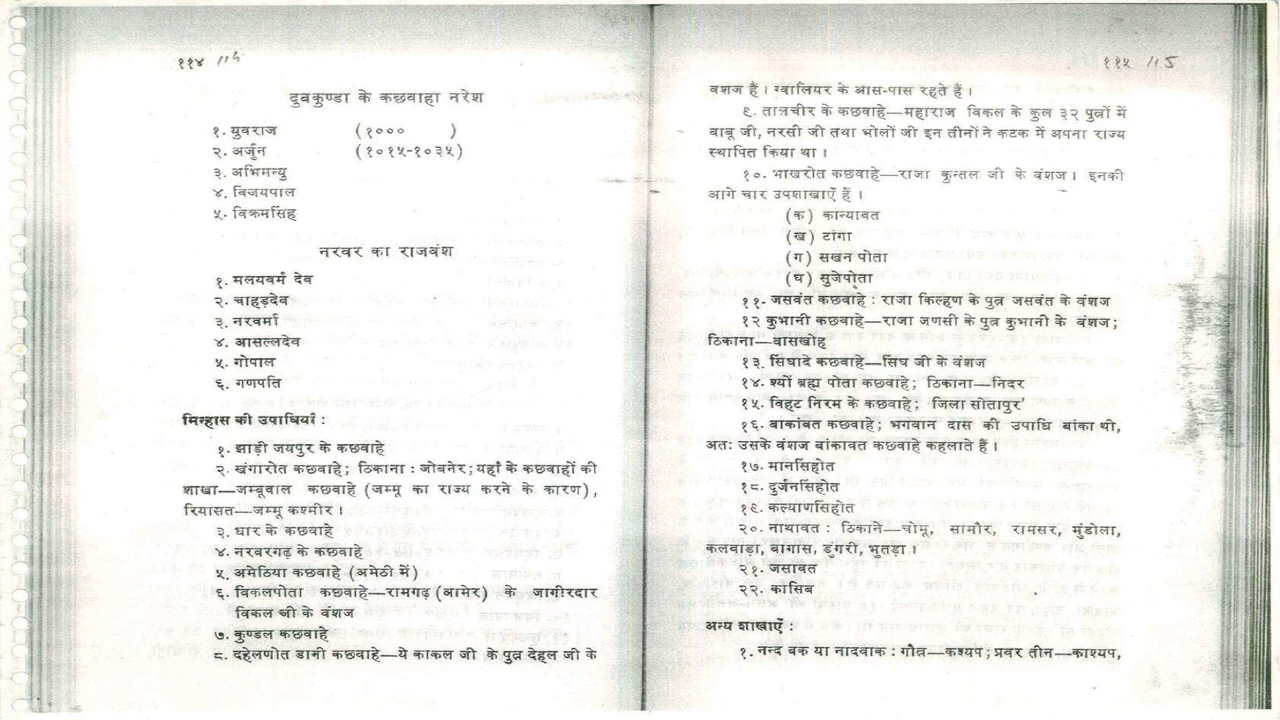 ११४ 114
दुबकुण्डा के कछवाहा नरेश
१. युवराज (१००० )
२. अर्जुन (१०१५-१०३५)
३. अभिमन्यु
४. विजयपाल
५. विक्रमसिंह
नरवर का राजवंश
१. मलयवर्म देव
२. चाहड़देव
३. नरवर्मा
४. आसल्लदेव
५. गोपाल
६. गणपति
मिन्हास की उपाधियाँ :
१. झाड़ी जयपुर के कछवाहे
२. खंगारोत कछवाहे; ठिकाना : जोबनेर; यहाँ के कछवाहों की
शाखा—जम्बूवाल कछवाहे (जम्मू का राज्य करने के कारण),
रियासत—जम्मू कश्मीर ।
३. धार के कछवाहे
४. नरवरगढ़ के कछवाहे
५. अमेठिया कछवाहे (अमेठी में)
६. विकलपोता कछवाहे—रामगढ़ (आमेर) के जागीरदार
विकल जी के वंशज
७. कुण्डल कछवाहे
८. दहेलणोत डागी कछवाहे—ये काकल जी के पुत्र देहल जी के
११५ 115
वशज हैं । ग्वालियर के आस-पास रहते हैं ।
९. तालचीर के कछवाहे—महाराज विकल के कुल ३२ पुत्रों में
बाबू जी, नरसी जी तथा भोलों जी इन तीनों ने कटक में अपना राज्य
स्थापित किया था ।
१०. भाखरोत कछवाहे—राजा कुन्तल जी के वंशज । इनकी
आगे चार उपशाखाएँ हैं ।
(क) कान्यावत
(ख) टांगा
(ग) सखन पोता
(घ) सुजेपोता
११. जसवंत कछवाहे : राजा किल्हण के पुत्र जसवंत के वंशज
१२ कुभानी कछवाहे—राजा जणसी के पुत्र कुभानी के वंशज;
ठिकाना—बासखोह
१३. सिंघादे कछवाहे—सिंघ जी के वंशज
१४. श्यों ब्रह्म पोता कछवाहे; ठिकाना—निदर
१५. विहट निरम के कछवाहे; जिला सीतापुर
१६. बाकांवत कछवाहे; भगवान दास की उपाधि बांका थी,
अतः उसके वंशज बांकावत कछवाहे कहलाते हैं ।
१७. मानसिंहोत
१८. दुर्जनसिंहोत
१९. कल्याणसिंहोत
२०. नाथावत : ठिकाने—चोमू, सामौर, रामसर, मुंडोला,
कलवाड़ा, बागास, डुंगरी, भुतड़ा ।
२१. जसावत
२२. कासिब
अन्य शाखाएँ :
१. नन्द बक या नादवाक : गौत्र—कश्यप; प्रवर तीन—काश्यप,